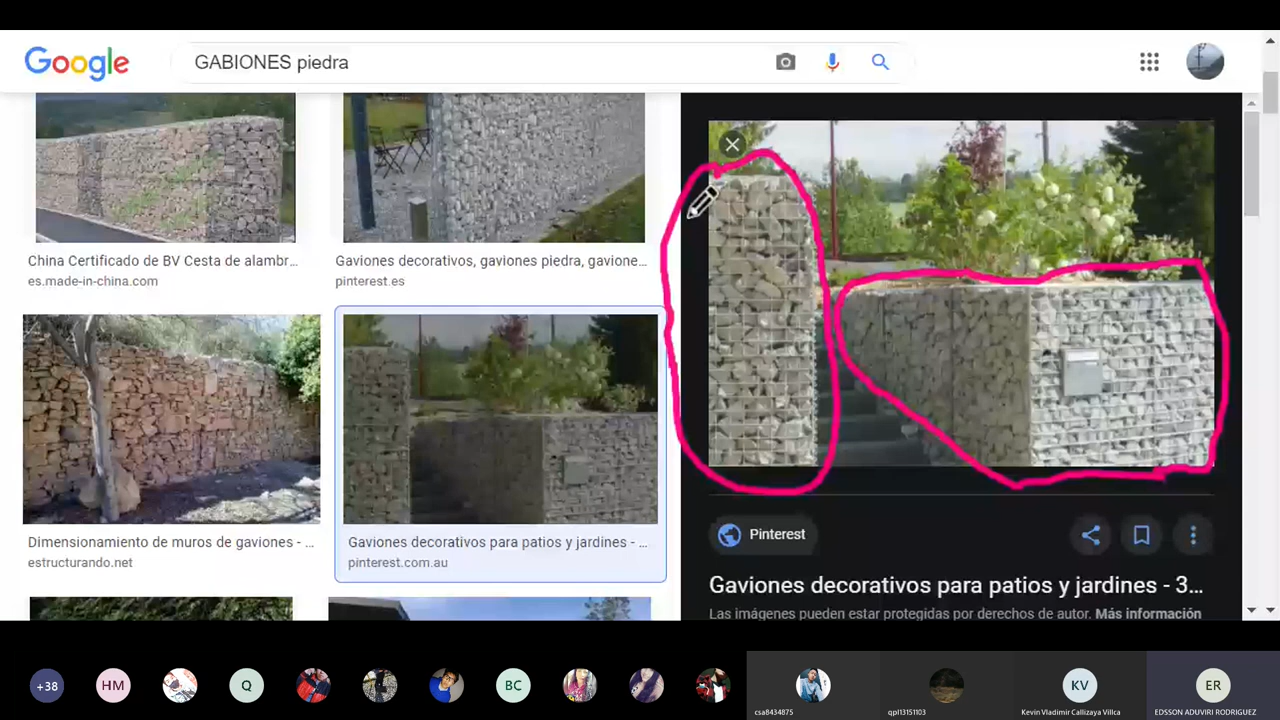 Google
GABIONES piedra
China Certificado de BV Cesta de alambr...
es.made-in-china.com
Gaviones decorativos, gaviones piedra, gavione...
pinterest.es
Dimensionamiento de muros de gaviones - ...
estructurando.net
Gaviones decorativos para patios y jardines - ...
pinterest.com.au
Pinterest
Gaviones decorativos para patios y jardines - 3...
Las imágenes pueden estar protegidas por derechos de autor. Más información
+38
HM
Q
BC
KV
ER
csa8434875
qpl13151103
Kevin Vladimir Callizaya Villca
EDSSON ADUVIRI RODRIGUEZ